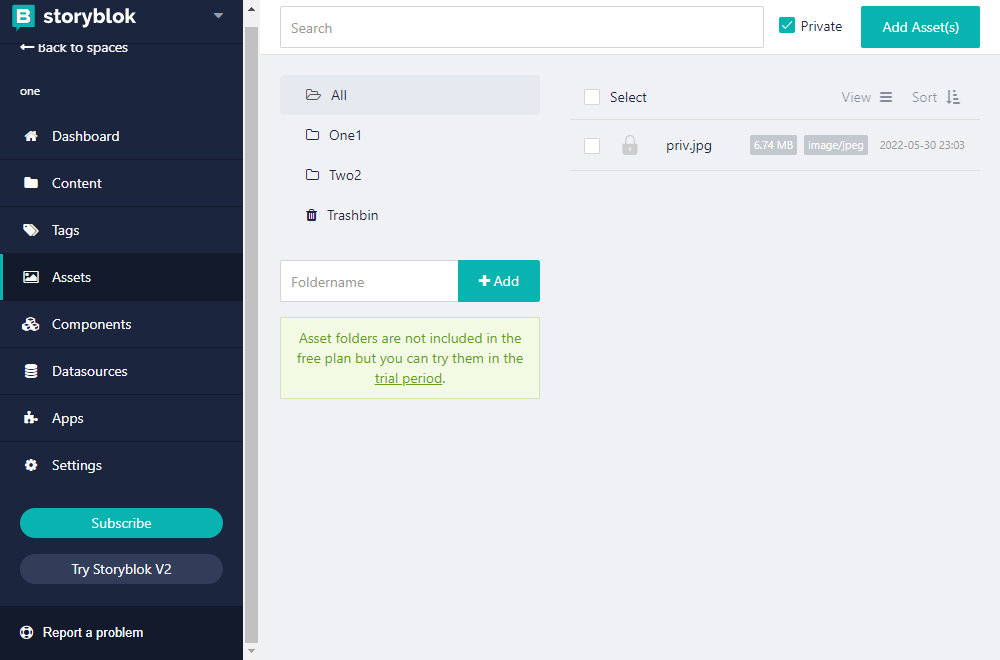 storyblok
Back to spaces
one
Dashboard
Content
Tags
Assets
Components
Datasources
Apps
Settings
Subscribe
Try Storyblok V2
Report a problem
Search
Private
Add Asset(s)
All
One1
Two2
Trashbin
Foldername
Add
Asset folders are not included in the
free plan but you can try them in the
trial period.
Select
View
Sort
priv.jpg
6.74 MB
image/jpeg
2022-05-30 23:03